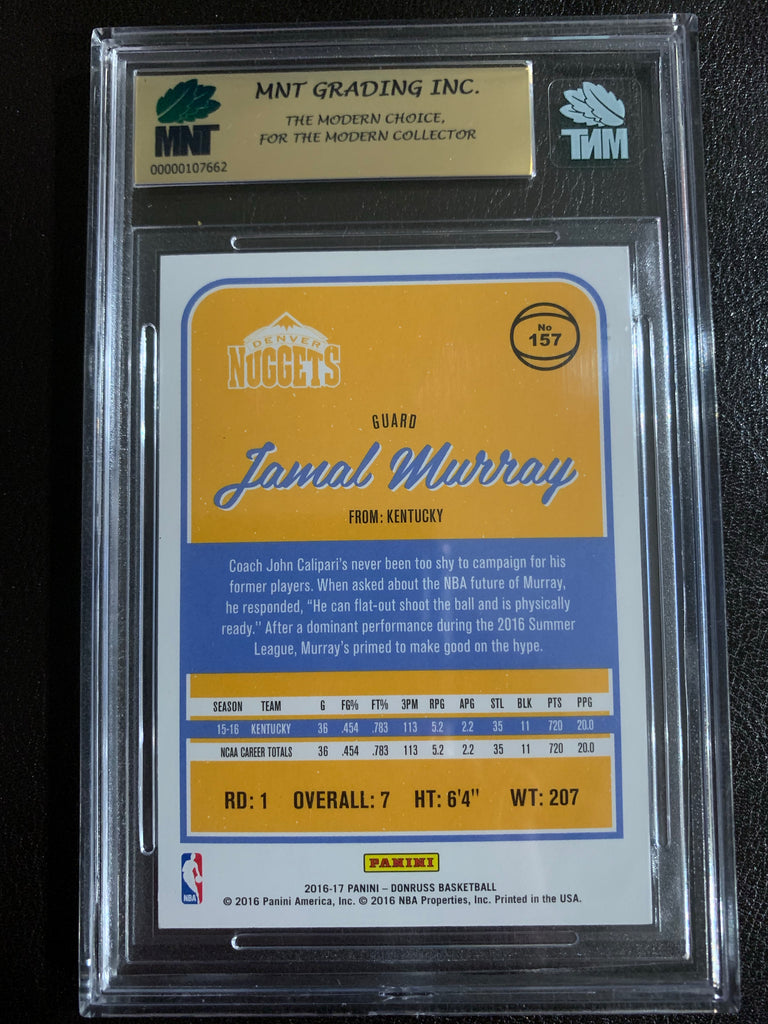 MNT GRADING INC.
THE MODERN CHOICE,
FOR THE MODERN COLLECTOR
MNT
00000107662
MNT
DENVER
NUGGETS
No
157
GUARD
Jamal Murray
FROM: KENTUCKY
Coach John Calipari's never been too shy to campaign for his
former players. When asked about the NBA future of Murray,
he responded, "He can flat-out shoot the ball and is physically
ready." After a dominant performance during the 2016 Summer
League, Murray's primed to make good on the hype.
SEASON TEAM G FG% FT% 3PM RPG APG STL BLK PTS PPG
15-16 KENTUCKY 36 .454 .783 113 5.2 2.2 35 11 720 20.0
NCAA CAREER TOTALS 36 .454 .783 113 5.2 2.2 35 11 720 20.0
RD: 1 OVERALL: 7 HT: 6'4" WT: 207
PANINI
NBA
2016-17 PANINI – DONRUSS BASKETBALL
© 2016 Panini America, Inc. © 2016 NBA Properties, Inc. Printed in the USA.